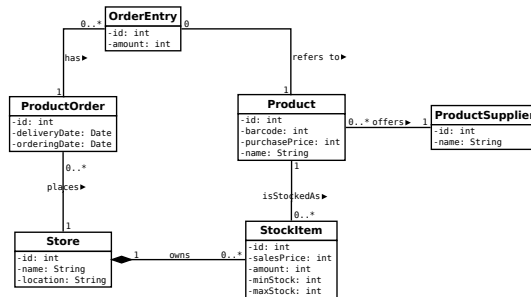 OrderEntry
-id: int
-amount: int
0..*
0
has▶
refers to▶
1
1
ProductOrder
-id: int
-deliveryDate: Date
-orderingDate: Date
Product
-id: int
-barcode: int
-purchasePrice: int
-name: String
0..* offers▶ 1
ProductSupplier
-id: int
-name: String
0..*
places▶
1
1
isStockedAs▶
0..*
Store
-id: int
-name: String
-location: String
1 owns 0..*
StockItem
-id: int
-salesPrice: int
-amount: int
-minStock: int
-maxStock: int